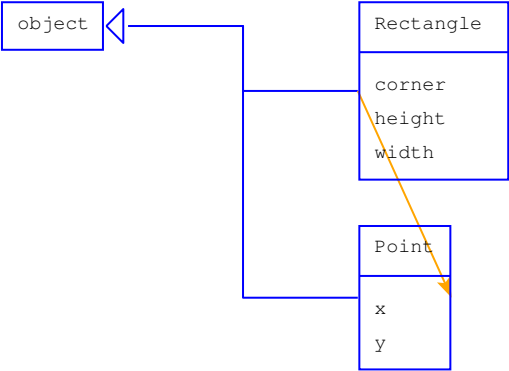 object
Rectangle
corner
height
width
Point
x
y